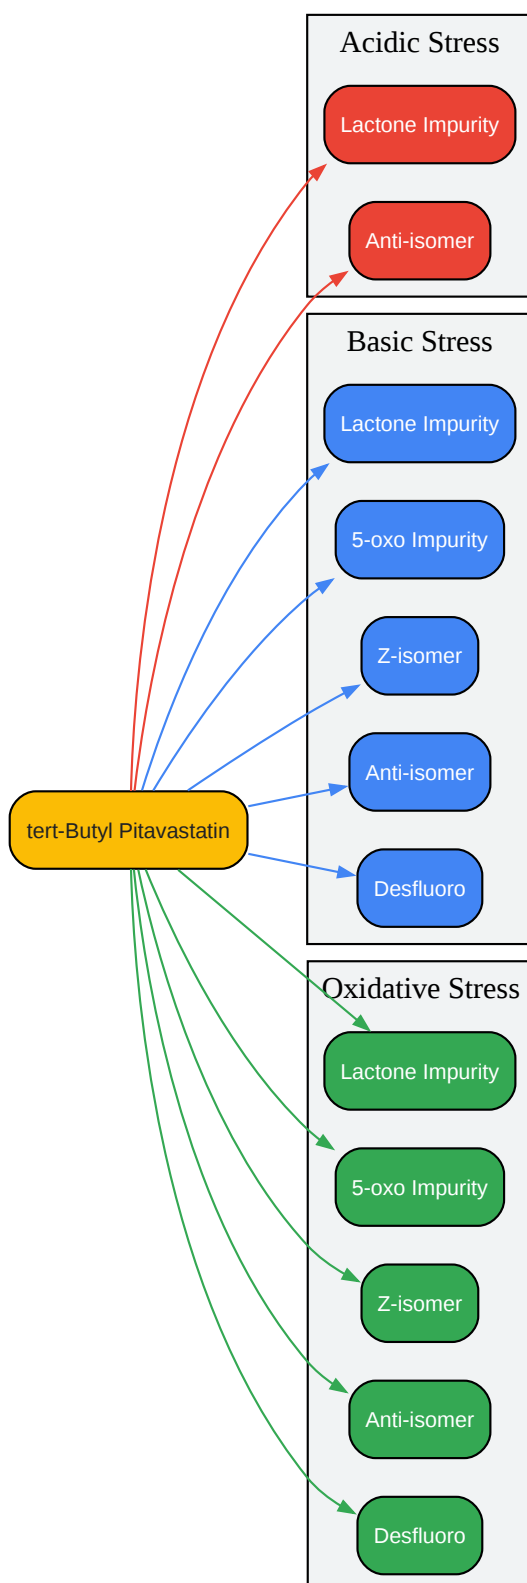 Acidic Stress
Lactone Impurity
Anti-isomer
Basic Stress
Lactone Impurity
5-oxo Impurity
Z-isomer
Anti-isomer
tert-Butyl Pitavastatin
Desfluoro
Oxidative Stress
Lactone Impurity
5-oxo Impurity
Z-isomer
Anti-isomer
Desfluoro